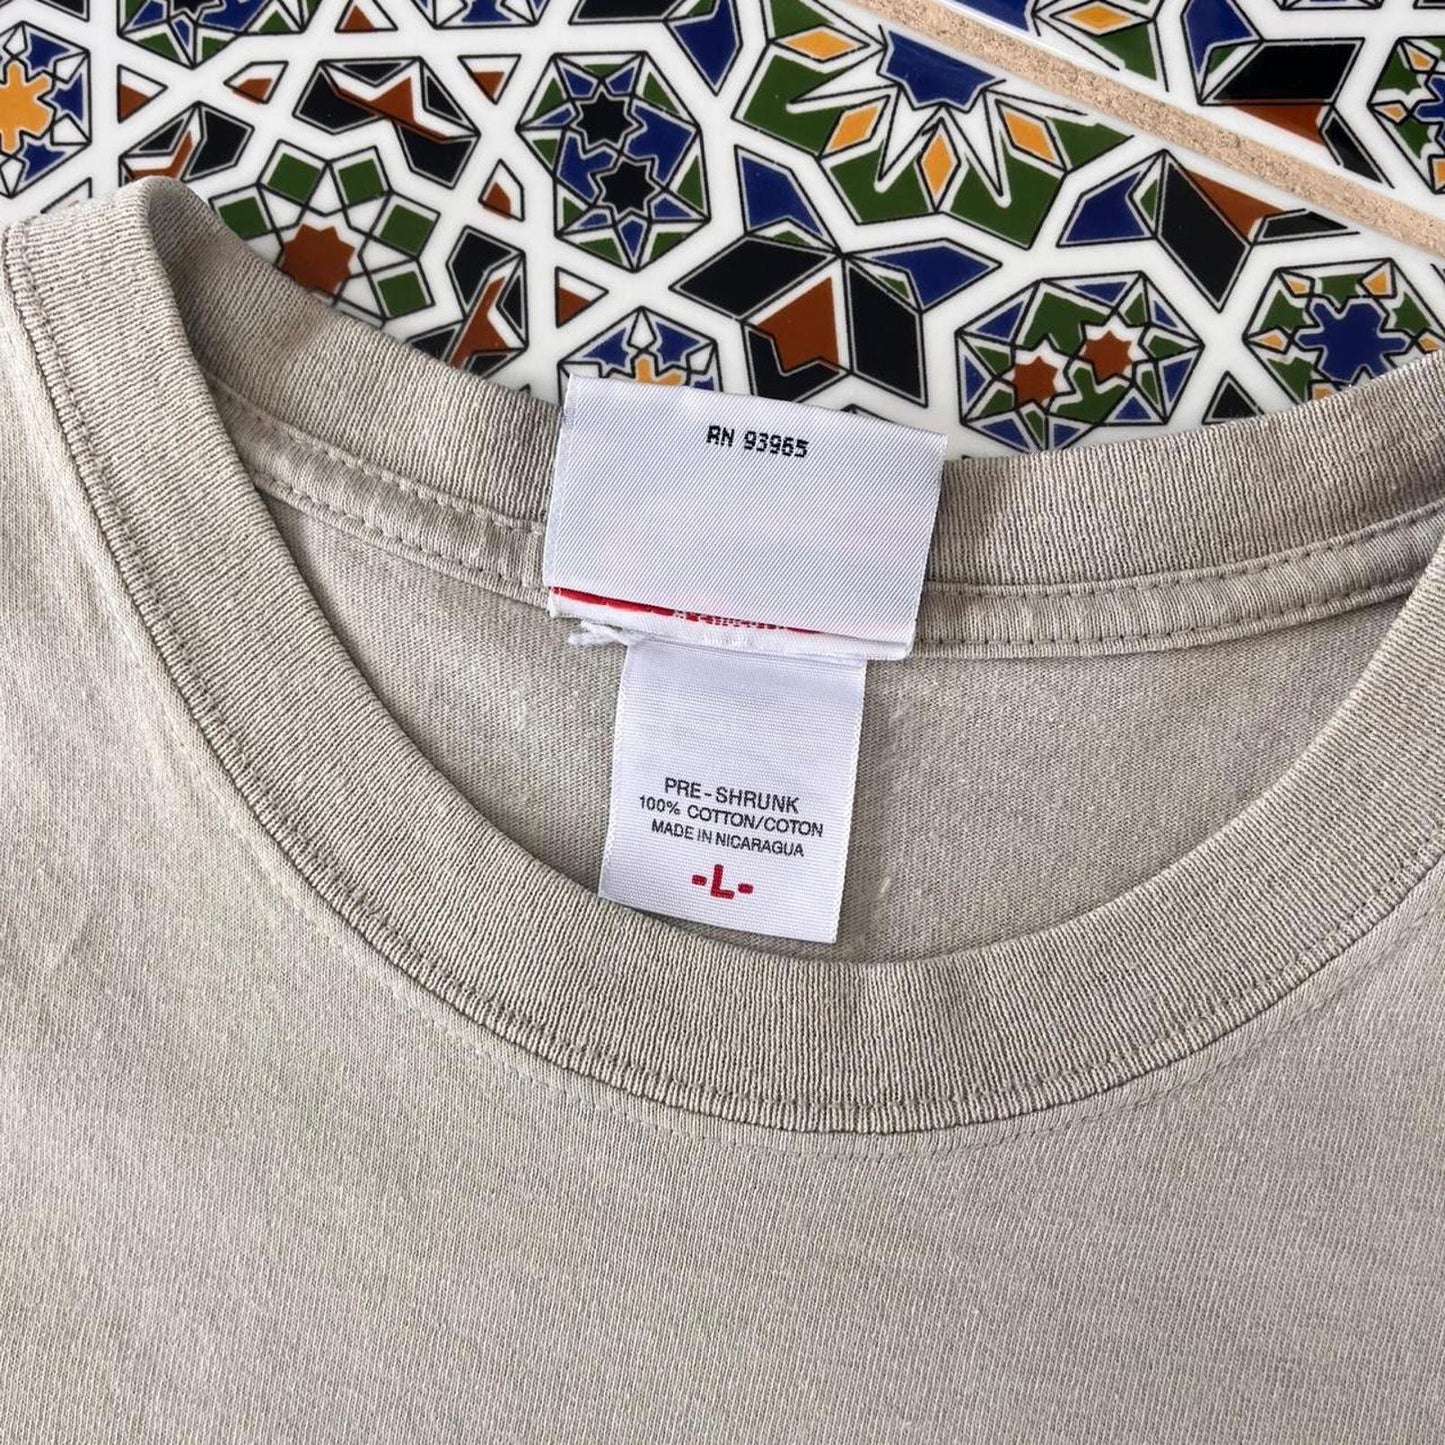 RN 93965
PRE-SHRUNK
100% COTTON/COTON
MADE IN NICARAGUA
-L-